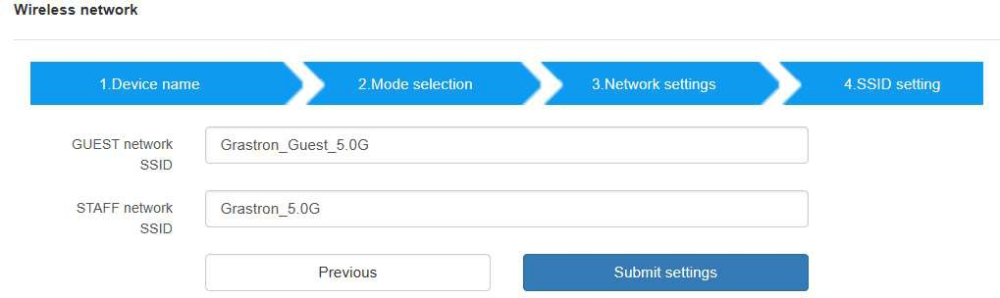 Wireless network
1.Device name
2.Mode selection
3.Network settings
4.SSID setting
GUEST network
SSID
Grastron_Guest_5.0G
STAFF network
SSID
Grastron_5.0G
Previous
Submit settings